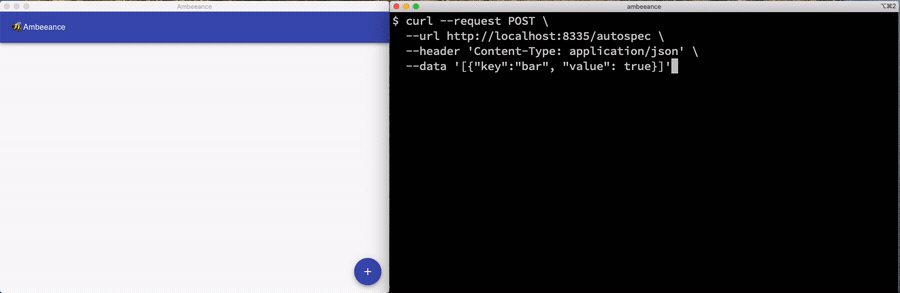 Ambeeance
🐝Ambeeance
+
ambeeance
⌥⌘2
$ curl --request POST \
--url http://localhost:8335/autospec \
--header 'Content-Type: application/json' \
--data '[{"key":"bar", "value": true}]'